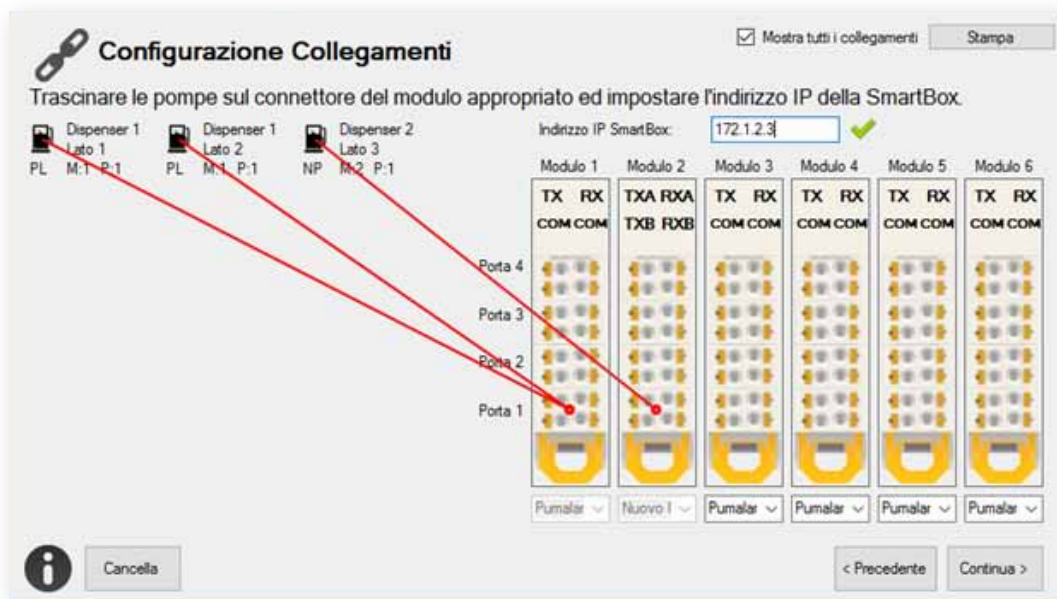 Configurazione Collegamenti
Mostra tutti i collegamenti
Stampa
Trascinare le pompe sul connettore del modulo appropriato ed impostare l'indirizzo IP della SmartBox.
Dispenser 1
Lato 1
PL M:1 P:1
Dispenser 1
Lato 2
PL M:1 P:1
Dispenser 2
Lato 3
NP M:2 P:1
Indirizzo IP SmartBox:
172.1.2.3
Modulo 1 Modulo 2 Modulo 3 Modulo 4 Modulo 5 Modulo 6
TX RX TXA RXA TX RX TX RX TX RX TX RX
COM COM TXB RXB COM COM COM COM COM COM COM COM
Porta 4
Porta 3
Porta 2
Porta 1
Pumalar Nuovo I Pumalar Pumalar Pumalar Pumalar
Cancella
< Precedente
Continua >